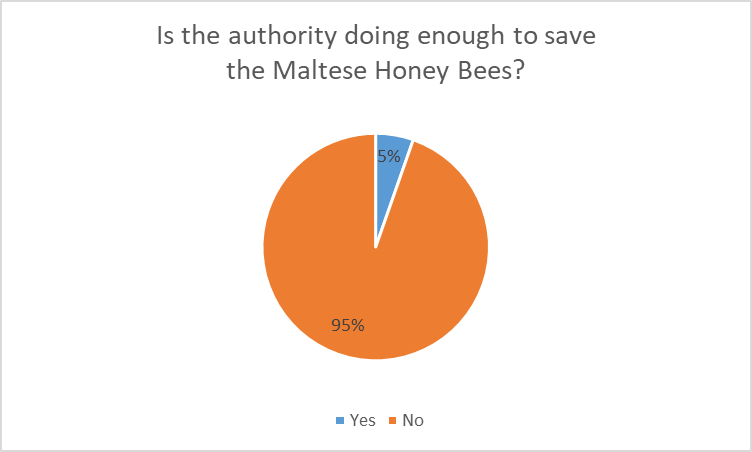 Is the authority doing enough to save
the Maltese Honey Bees?
5%
95%
Yes No